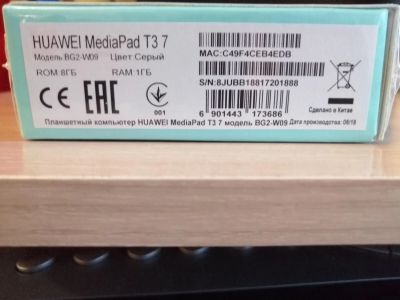 HUAWEI MediaPad T3 7
Модель BG2-W09 Цвет Серый
ROM 8ГБ RAM 1ГБ
MAC:C49F4CEB4EDB
S/N:8JUBB18817201888
CE EAC
001
6 901443 173686
Сделано в Китае
Планшетный компьютер HUAWEI MediaPad T3 7 модель BG2-W09 Дата производства: 06/18